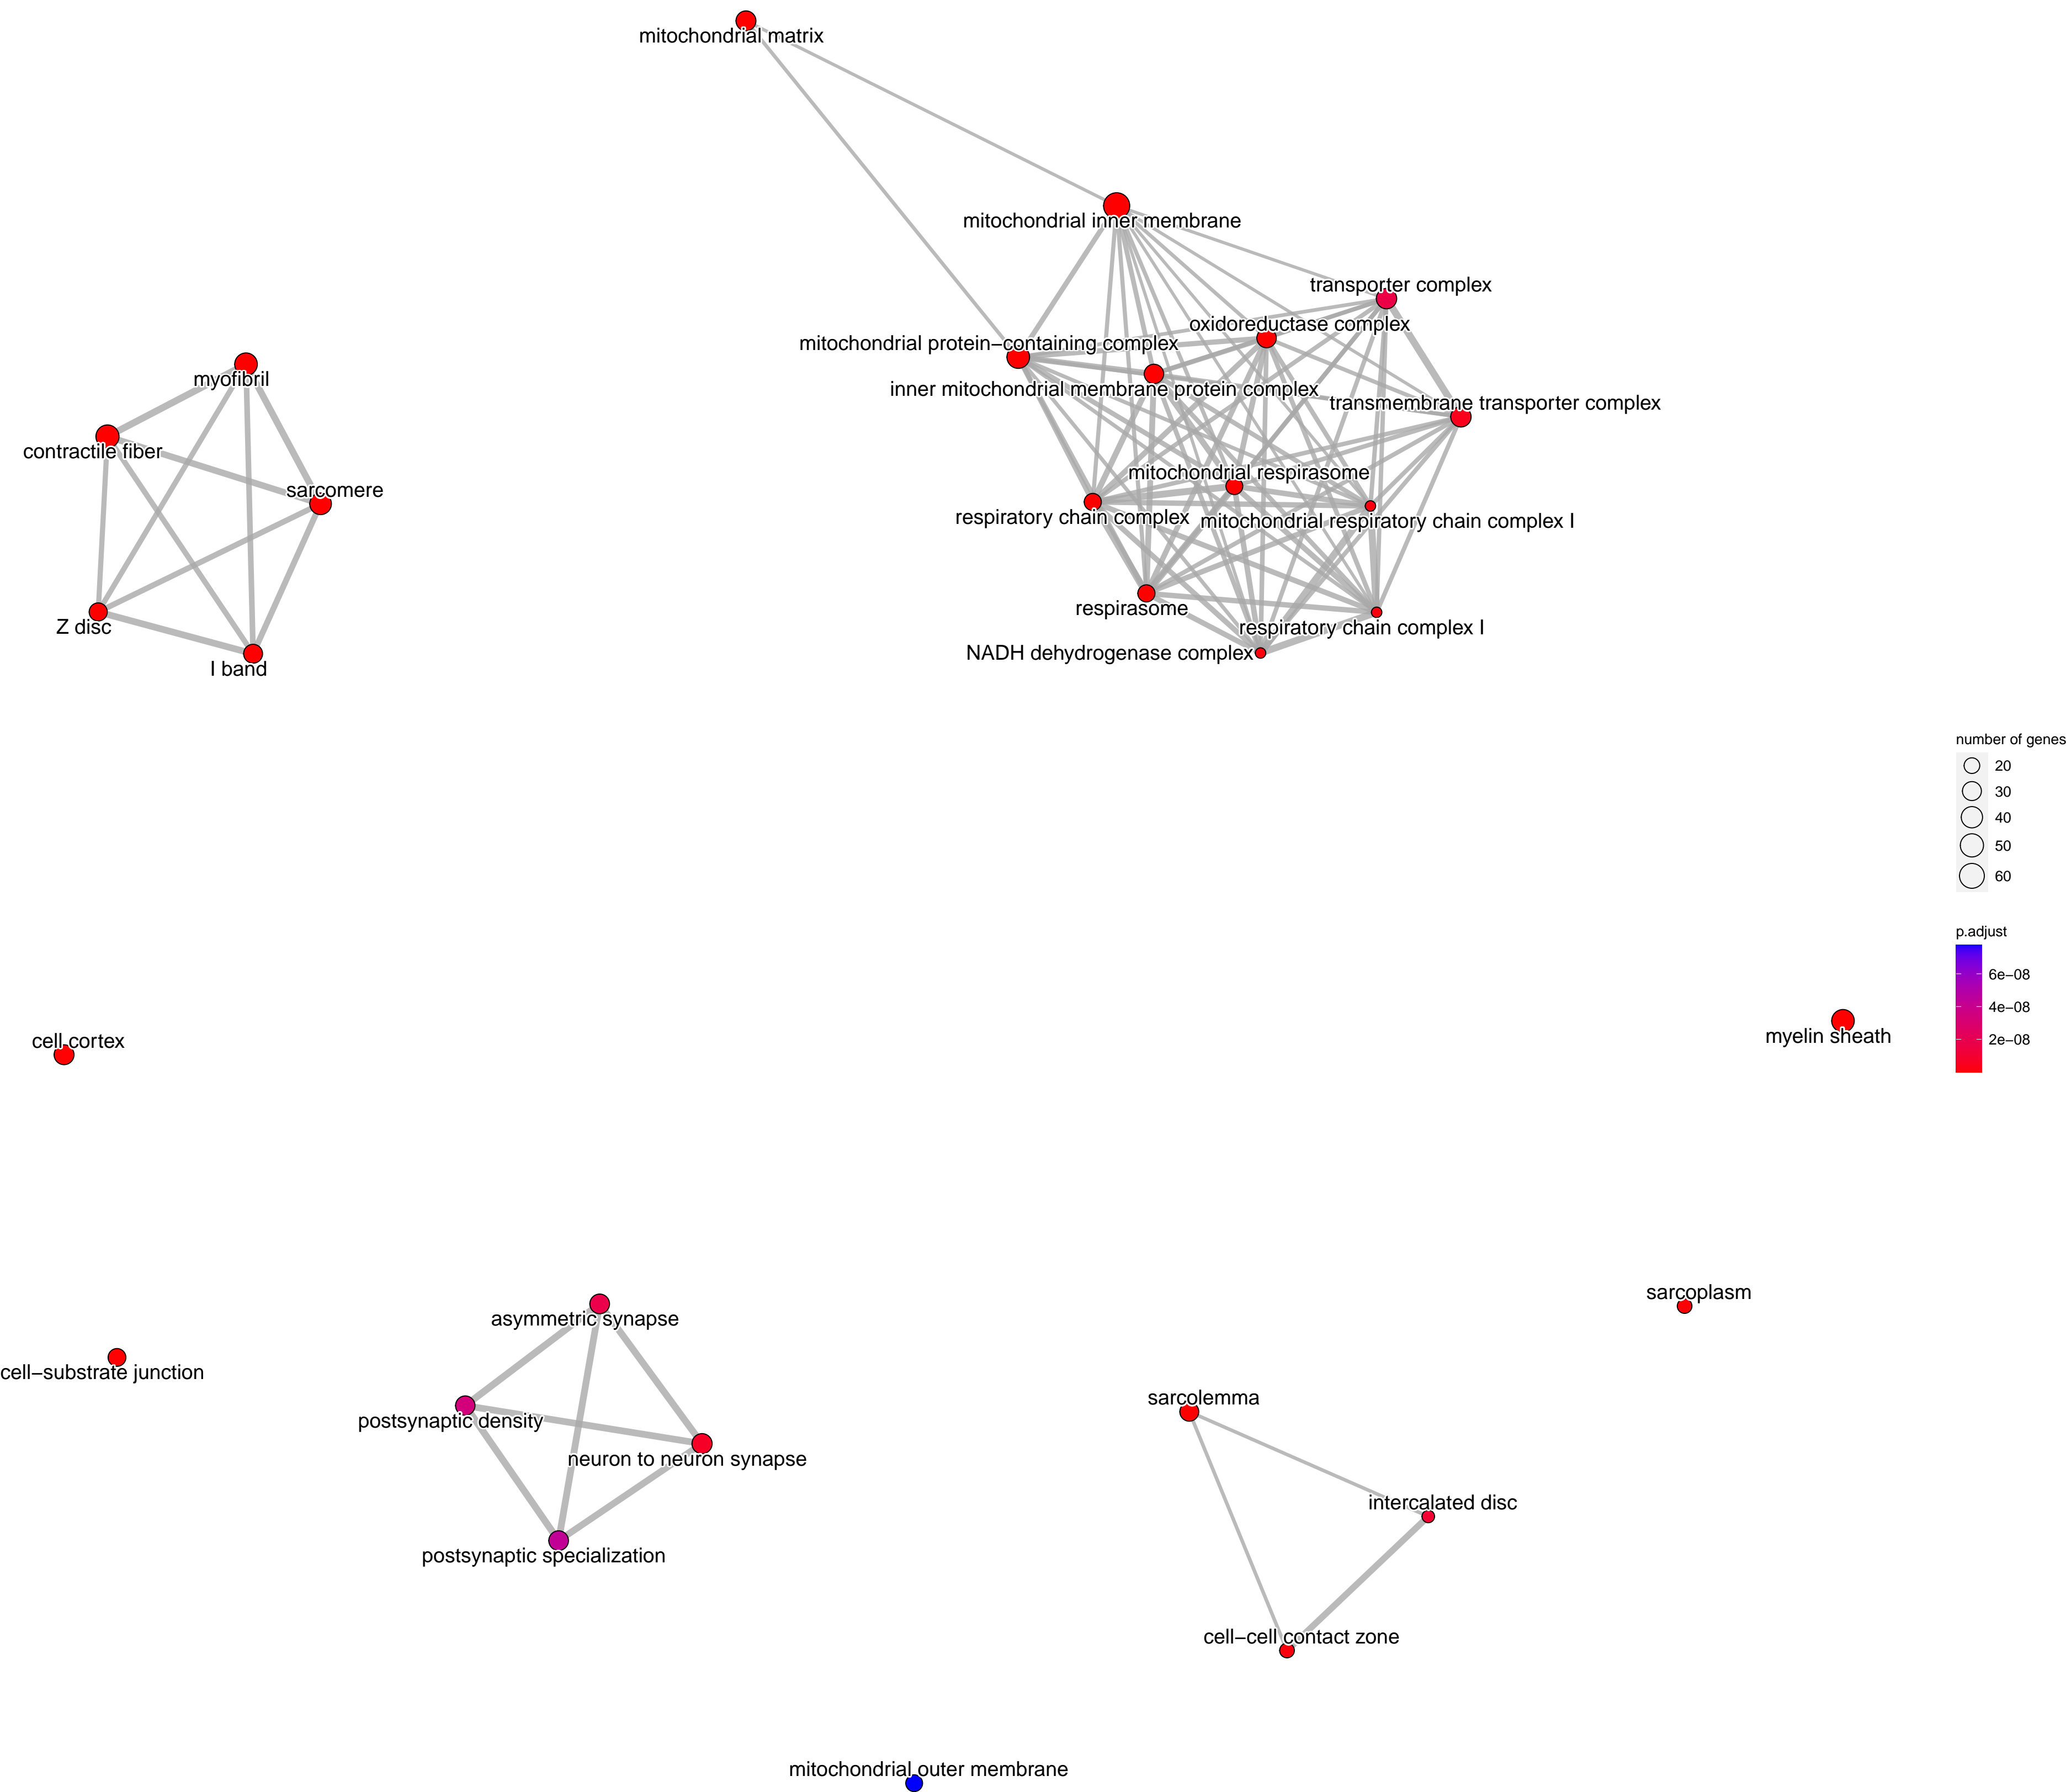 mitochondrial matrix
mitochondrial inner membrane
transporter complex
oxidoreductase complex
mitochondrial protein−containing complex
myofibril
inner mitochondrial membrane protein complex
transmembrane transporter complex
contractile fiber
mitochondrial respirasome
sarcomere
respiratory chain complex
mitochondrial respiratory chain complex I
respirasome
Z disc
respiratory chain complex I
NADH dehydrogenase complex
I band
number of genes
20
30
40
50
60
p.adjust
6e−08
4e−08
2e−08
myelin sheath
cell cortex
sarcoplasm
asymmetric synapse
cell−substrate junction
sarcolemma
postsynaptic density
neuron to neuron synapse
intercalated disc
postsynaptic specialization
cell−cell contact zone
mitochondrial outer membrane